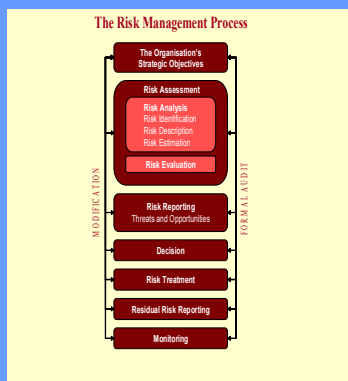 The Risk Management Process
The Organisation's
Strategic Objectives
Risk Assessment
Risk Analysis
Risk Identification
Risk Description
Risk Estimation
Risk Evaluation
MODIFICATION
FORMAL AUDIT
Risk Reporting
Threats and Opportunities
Decision
Risk Treatment
Residual Risk Reporting
Monitoring